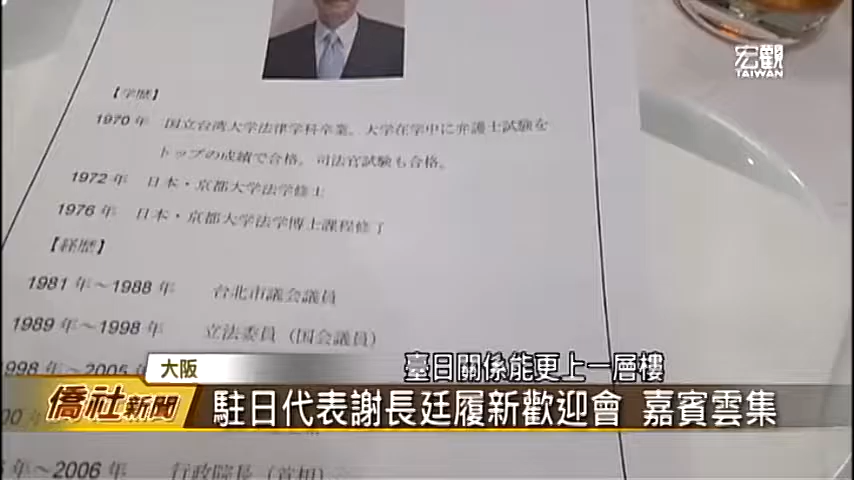 宏觀
TAIWAN
【学歴】
1970 年 国立台湾大学法律学科卒業。大学在学中に弁護士試験を
トップの成績で合格。司法官試験も合格。
1972 年 日本・京都大学法学修士
1976 年 日本・京都大学法学博士課程修了
【経歴】
1981 年～1988 年 台北市議会議員
1989 年～1998 年 立法委員（国会議員）
998 年～2005
大阪
臺日關係能更上一層樓
僑社新聞
駐日代表謝長廷履新歡迎會 嘉賓雲集
年～2006 年 行政院長（首相）